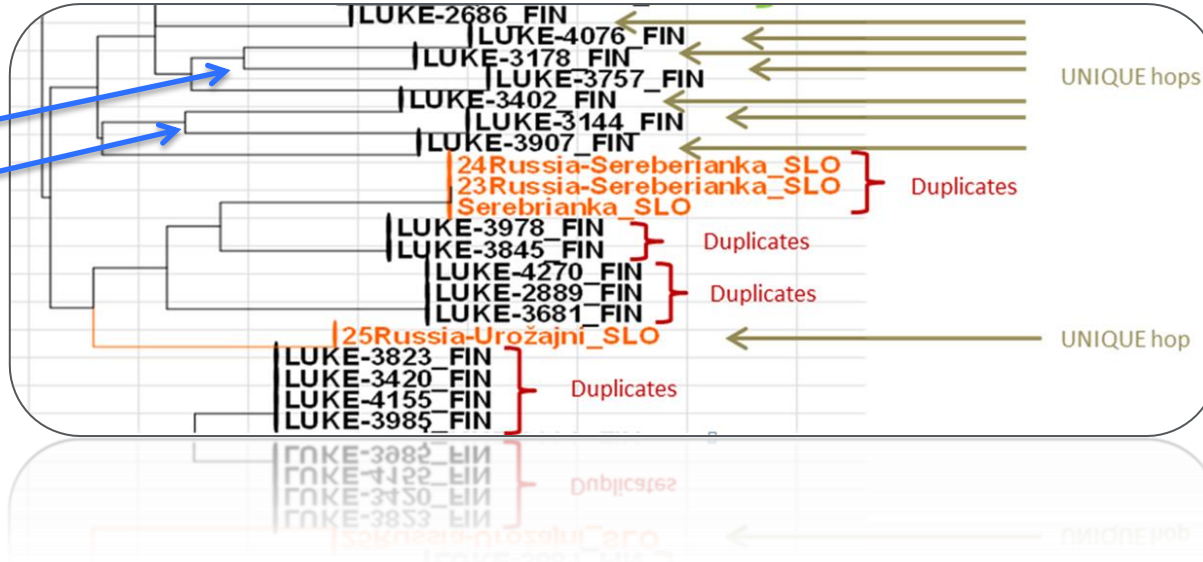 LUKE-2686_FIN
LUKE-4076_FIN
LUKE-3178_FIN
LUKE-3757_FIN
UNIQUE hops
LUKE-3402_FIN
LUKE-3144_FIN
LUKE-3907_FIN
24Russia-Sereberianka_SLO
23Russia-Sereberianka_SLO
Duplicates
Serebrianka_SLO
LUKE-3978_FIN
Duplicates
LUKE-3845_FIN
LUKE-4270_FIN
LUKE-2889_FIN
Duplicates
LUKE-3681_FIN
25Russia-Urožajni_SLO
UNIQUE hop
LUKE-3823_FIN
LUKE-3420_FIN
Duplicates
LUKE-4155_FIN
LUKE-3985_FIN